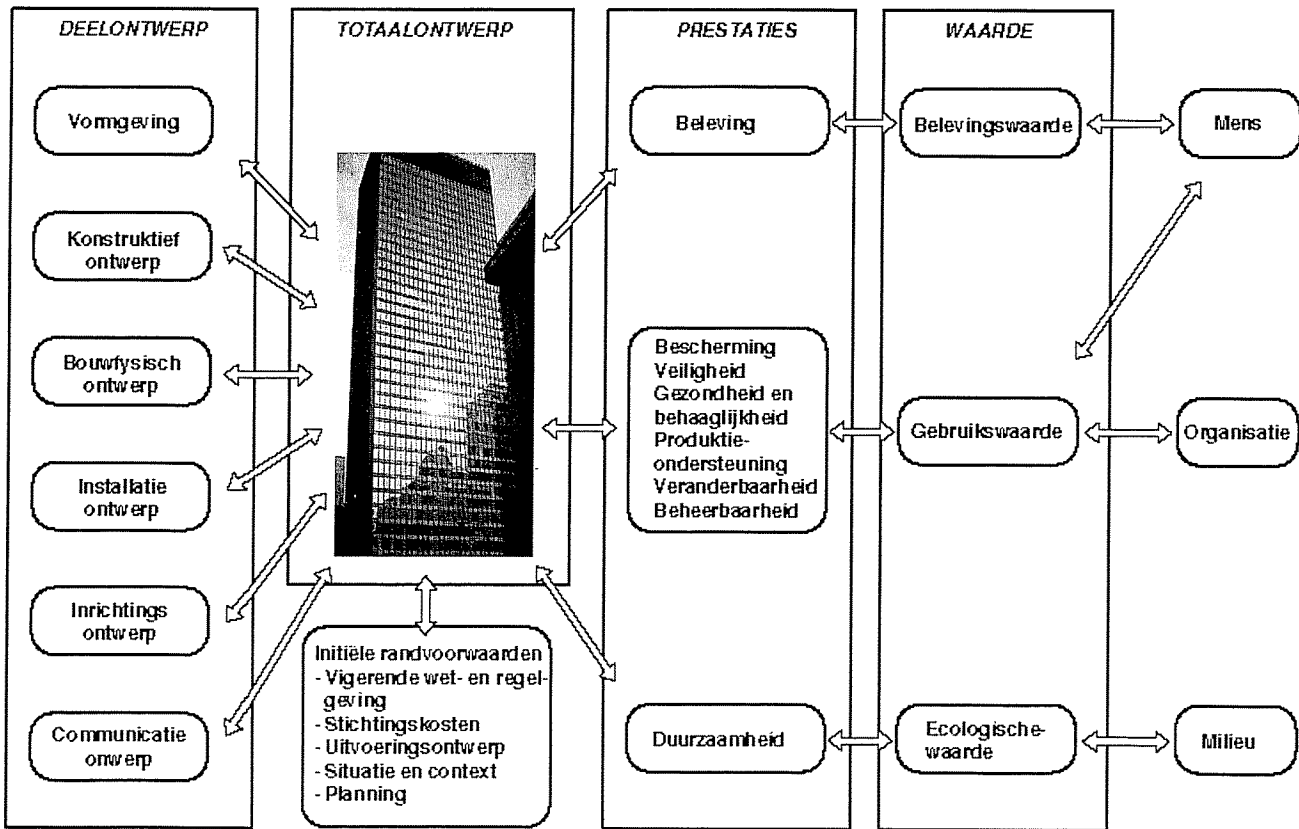 DEELONTWERP
Vormgeving
Konstruktief
ontwerp
Bouwfysisch
ontwerp
Installatie
ontwerp
Inrichtings
ontwerp
Communicatie
onwerp
TOTAALONTWERP
Initiële randvoorwaarden
- Vigerende wet- en regel-
geving
- Stichtingskosten
- Uitvoeringsontwerp
- Situatie en context
- Planning
PRESTATIES
Beleving
Bescherming
Veiligheid
Gezondheid en
behaaglijkheid
Produktie-
ondersteuning
Veranderbaarheid
Beheerbaarheid
Duurzaamheid
WAARDE
Belevingswaarde
Gebruikswaarde
Ecologische-
waarde
Mens
Organisatie
Milieu